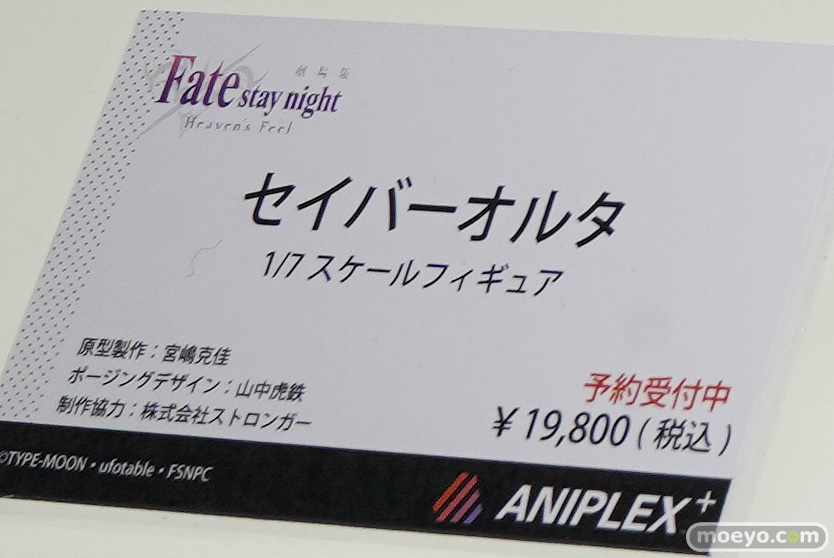 劇場版
Fate stay night
Heaven's Feel
セイバーオルタ
1/7 スケールフィギュア
原型製作：宮嶋克佳
ポージングデザイン：山中虎鉄
制作協力：株式会社ストロンガー
予約受付中
¥19,800（税込）
©TYPE-MOON・ufotable・FSNPC
ANIPLEX+
moeyo.com